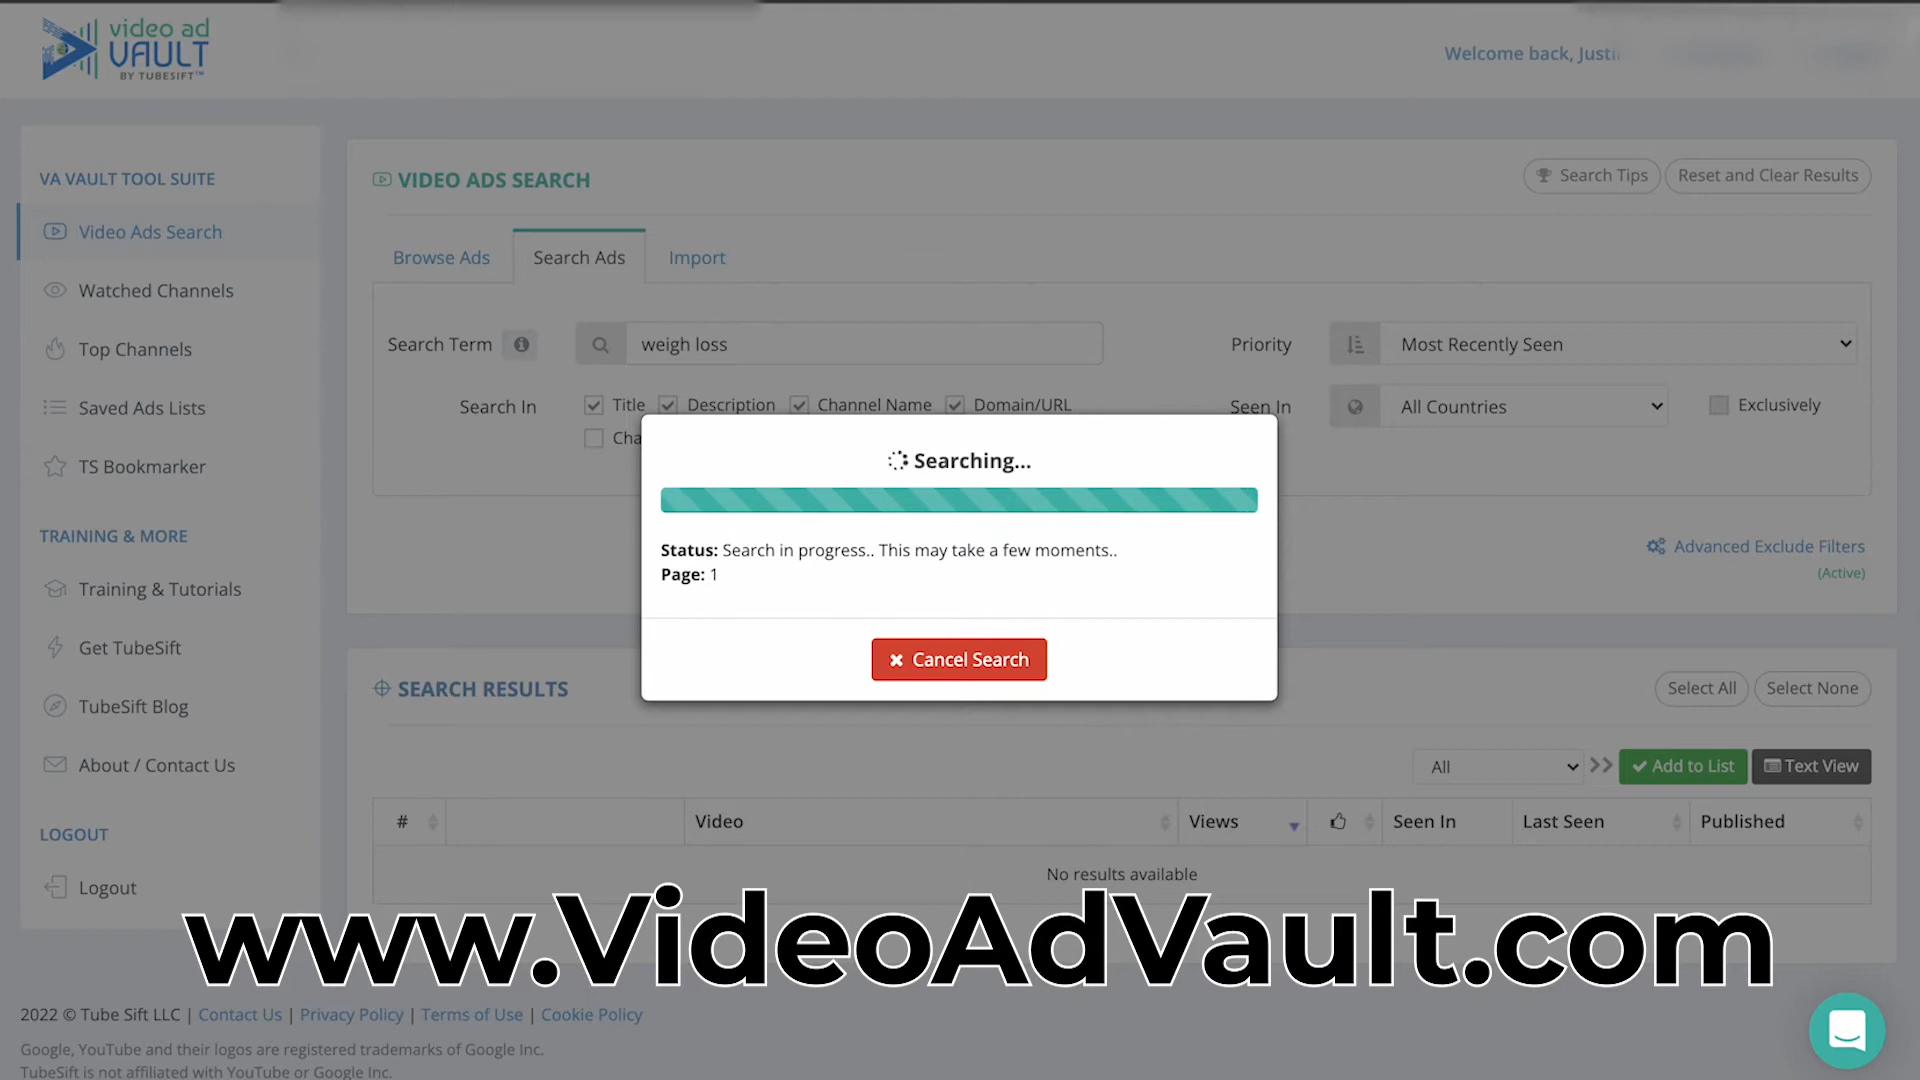 video ad
VAULT
BY TUBESIFT™
Welcome back, Justi
VA VAULT TOOL SUITE
Video Ads Search
Watched Channels
Top Channels
Saved Ads Lists
TS Bookmarker
TRAINING & MORE
Training & Tutorials
Get TubeSift
TubeSift Blog
About / Contact Us
LOGOUT
Logout
VIDEO ADS SEARCH
Search Tips
Reset and Clear Results
Browse Ads
Search Ads
Import
Search Term
weigh loss
Priority
Most Recently Seen
Search In
Title
Description
Channel Name
Domain/URL
Cha
Seen In
All Countries
Exclusively
Advanced Exclude Filters
(Active)
Searching...
Status: Search in progress.. This may take a few moments..
Page: 1
Cancel Search
SEARCH RESULTS
Select All
Select None
All
Add to List
Text View
# Video Views Seen In Last Seen Published
No results available
www.VideoAdVault.com
2022 © Tube Sift LLC | Contact Us | Privacy Policy | Terms of Use | Cookie Policy
Google, YouTube and their logos are registered trademarks of Google Inc.
TubeSift is not affiliated with YouTube or Google Inc.